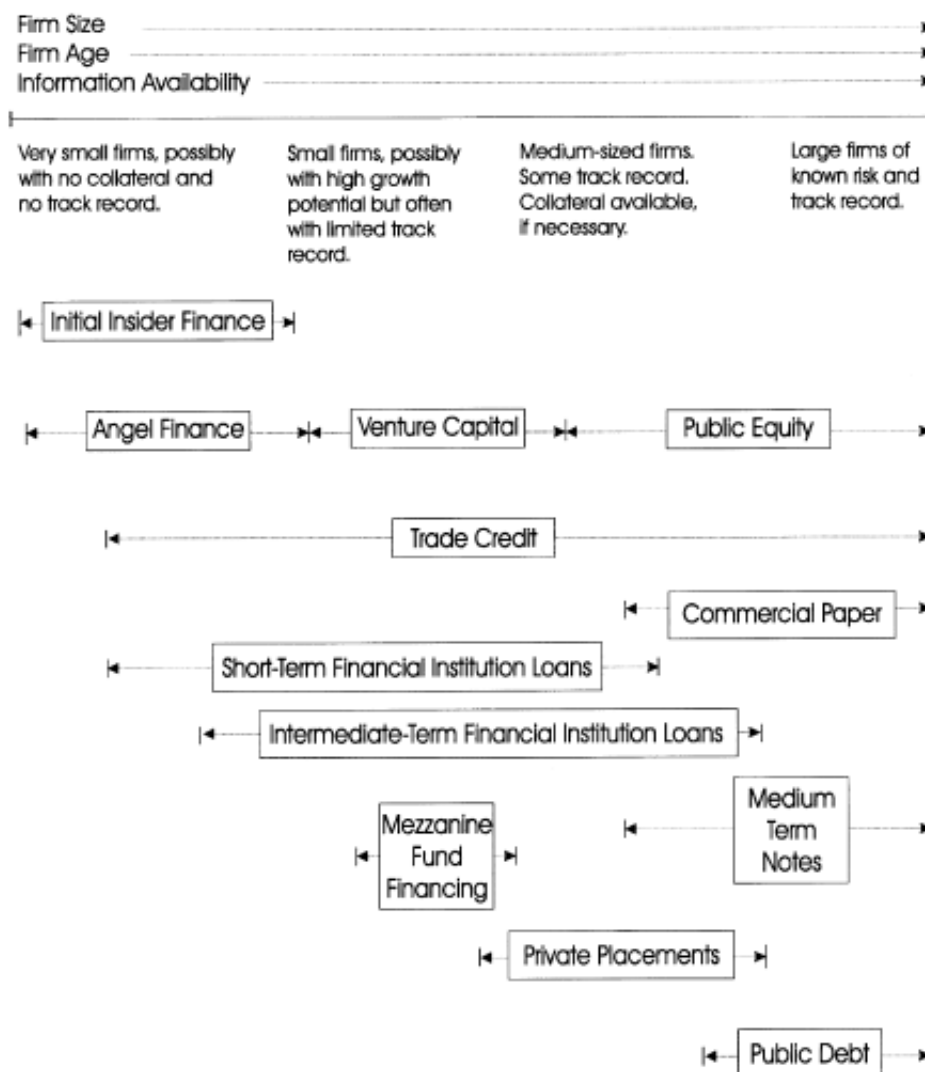 Firm Size
Firm Age
Information Availability
Very small firms, possibly
with no collateral and
no track record.
Small firms, possibly
with high growth
potential but often
with limited track
record.
Medium-sized firms.
Some track record.
Collateral available,
if necessary.
Large firms of
known risk and
track record.
Initial Insider Finance
Angel Finance
Venture Capital
Public Equity
Trade Credit
Commercial Paper
Short-Term Financial Institution Loans
Intermediate-Term Financial Institution Loans
Mezzanine
Fund
Financing
Medium
Term
Notes
Private Placements
Public Debt